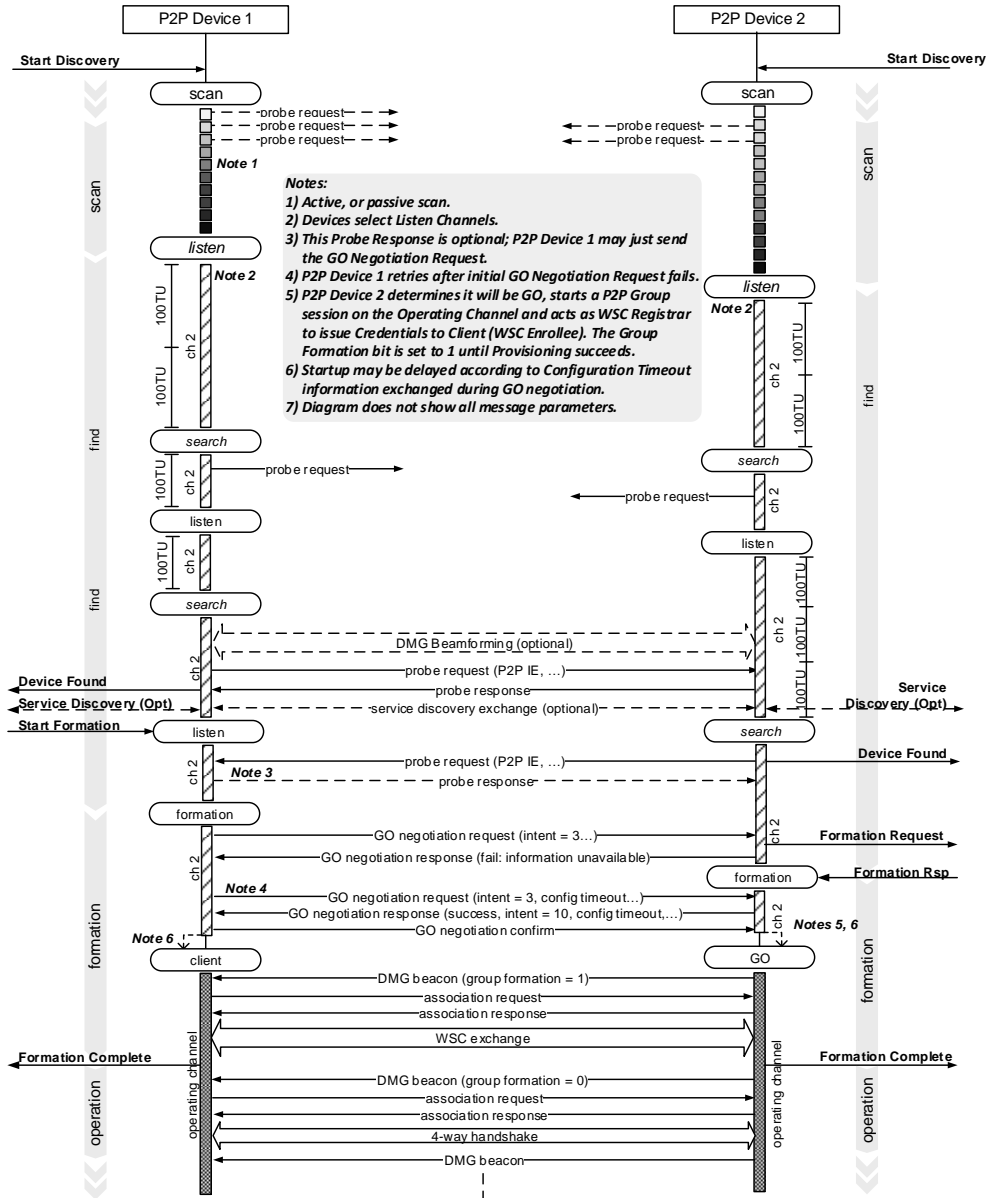 P2P Device 1
P2P Device 2
Start Discovery
Start Discovery
scan
scan
probe request
probe request
probe request
probe request
probe request
Note 1
scan
scan
Notes:
1) Active, or passive scan.
2) Devices select Listen Channels.
3) This Probe Response is optional; P2P Device 1 may just send
the GO Negotiation Request.
4) P2P Device 1 retries after initial GO Negotiation Request fails.
5) P2P Device 2 determines it will be GO, starts a P2P Group
session on the Operating Channel and acts as WSC Registrar
to issue Credentials to Client (WSC Enrollee). The Group
Formation bit is set to 1 until Provisioning succeeds.
6) Startup may be delayed according to Configuration Timeout
information exchanged during GO negotiation.
7) Diagram does not show all message parameters.
listen
Note 2
listen
Note 2
100TU
100TU
ch 2
100TU
100TU
ch 2
find
find
search
search
100TU
ch 2
probe request
probe request
ch 2
listen
listen
100TU
ch 2
100TU
100TU
100TU
ch 2
find
search
ch 2
DMG Beamforming (optional)
probe request (P2P IE, ...)
Device Found
probe response
Service Discovery (Opt)
service discovery exchange (optional)
Service
Discovery (Opt)
Start Formation
listen
search
ch 2
probe request (P2P IE, ...)
Device Found
Note 3
probe response
formation
ch 2
GO negotiation request (intent = 3...)
ch 2
Formation Request
GO negotiation response (fail: information unavailable)
formation
Formation Rsp
Note 4
GO negotiation request (intent = 3, config timeout...)
GO negotiation response (success, intent = 10, config timeout,...)
ch 2
Notes 5, 6
GO negotiation confirm
Note 6
formation
formation
client
GO
DMG beacon (group formation = 1)
association request
association response
WSC exchange
Formation Complete
Formation Complete
operating channel
operating channel
DMG beacon (group formation = 0)
association request
association response
4-way handshake
DMG beacon
operation
operation